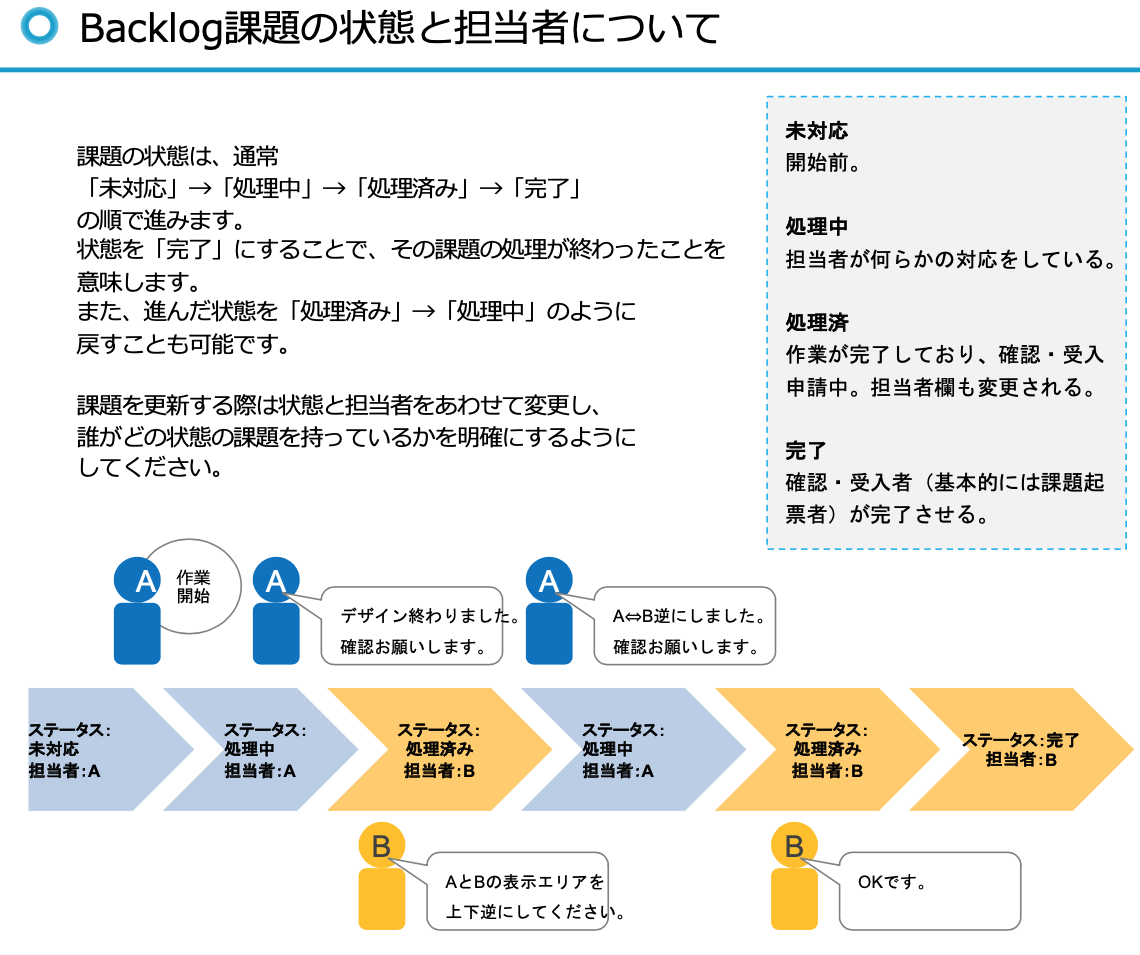 Backlog課題の状態と担当者について
課題の状態は、通常
「未対応」→「処理中」→「処理済み」→「完了」
の順で進みます。
状態を「完了」にすることで、その課題の処理が終わったことを
意味します。
また、進んだ状態を「処理済み」→「処理中」のように
戻すことも可能です。
課題を更新する際は状態と担当者をあわせて変更し、
誰がどの状態の課題を持っているかを明確にするように
してください。
未対応
開始前。
処理中
担当者が何らかの対応をしている。
処理済
作業が完了しており、確認・受入
申請中。担当者欄も変更される。
完了
確認・受入者（基本的には課題起
票者）が完了させる。
A
作業
開始
A
デザイン終わりました。
確認お願いします。
A
A⇔B逆にしました。
確認お願いします。
ステータス：
未対応
担当者：A
ステータス：
処理中
担当者：A
ステータス：
処理済み
担当者：B
ステータス：
処理中
担当者：A
ステータス：
処理済み
担当者：B
ステータス：完了
担当者：B
B
AとBの表示エリアを
上下逆にしてください。
B
OKです。